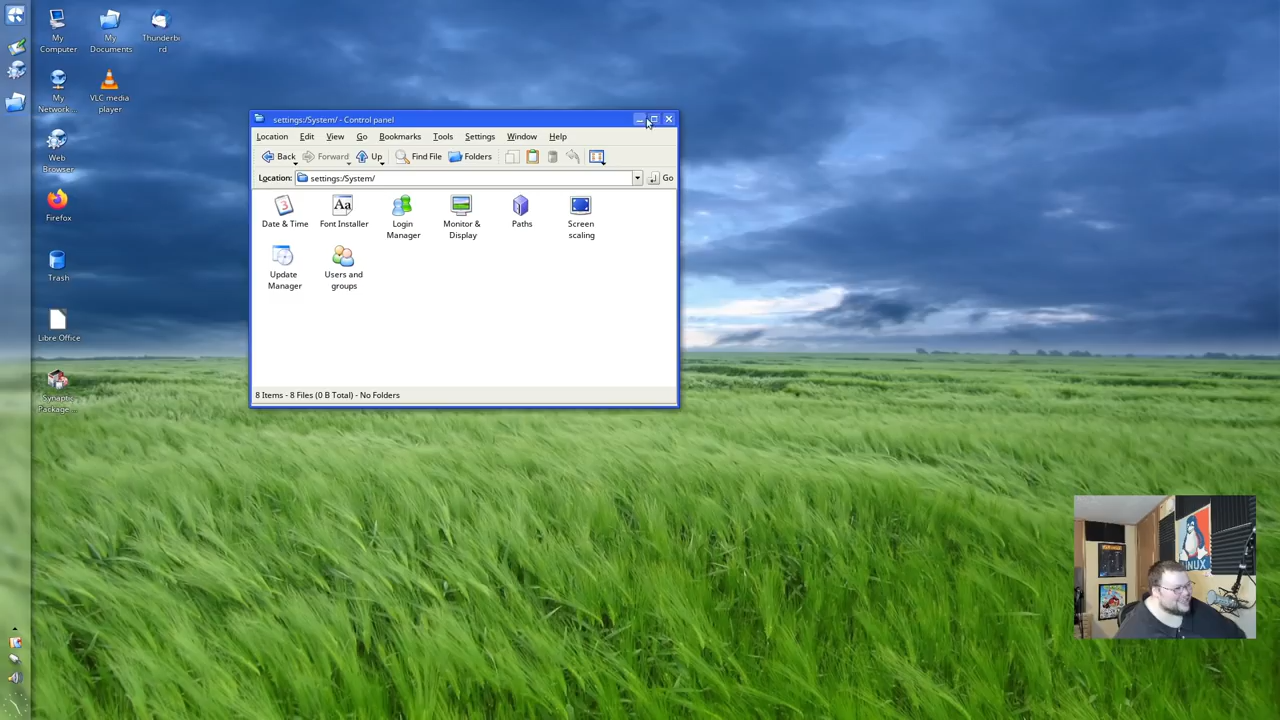 My
Computer
My
Documents
Thunderbi
rd
My
Network...
VLC media
player
Web
Browser
Firefox
Trash
Libre Office
Synaptic
Package ...
settings:/System/ - Control panel
Location Edit View Go Bookmarks Tools Settings Window Help
Back Forward Up Find File Folders
Location: settings:/System/ Go
Date & Time
Font Installer
Login
Manager
Monitor &
Display
Paths
Screen
scaling
Update
Manager
Users and
groups
8 Items - 8 Files (0 B Total) - No Folders